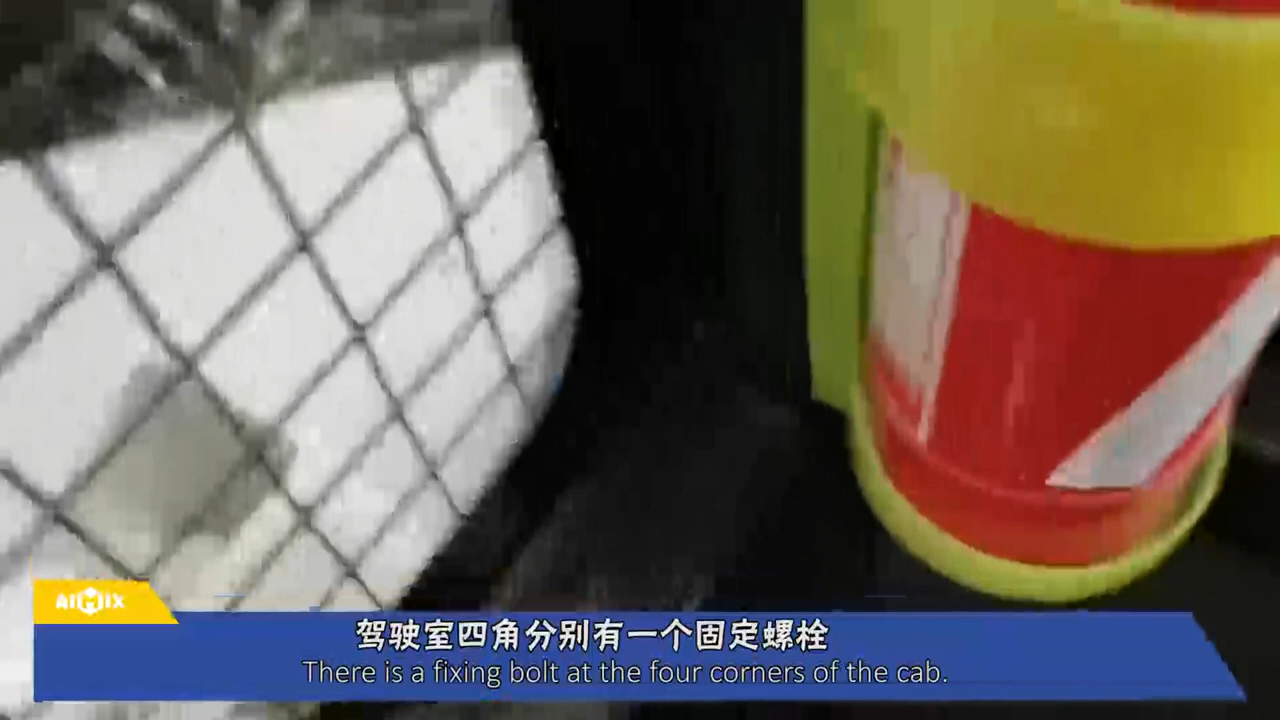 AIMIX
驾驶室四角分别有一个固定螺栓
There is a fixing bolt at the four corners of the cab.